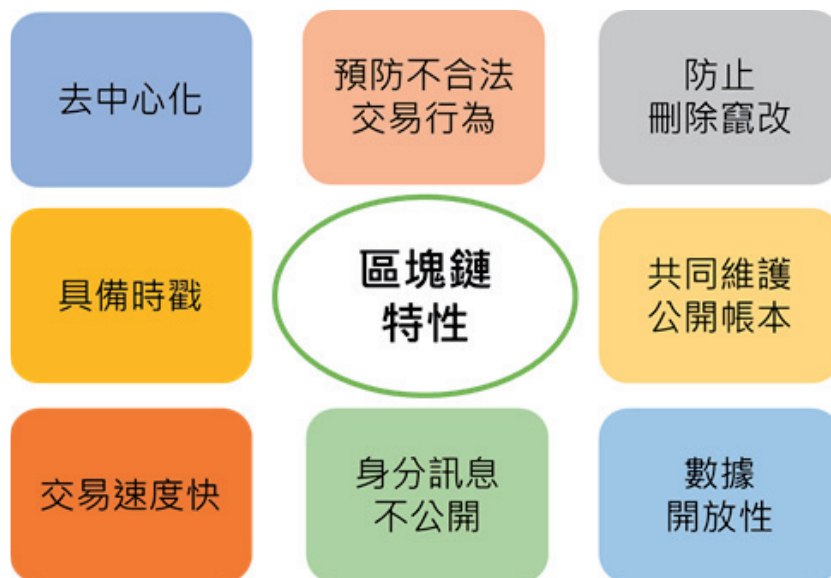 去中心化
預防不合法
交易行為
防止
刪除竄改
具備時戳
區塊鏈
特性
共同維護
公開帳本
交易速度快
身分訊息
不公開
數據
開放性